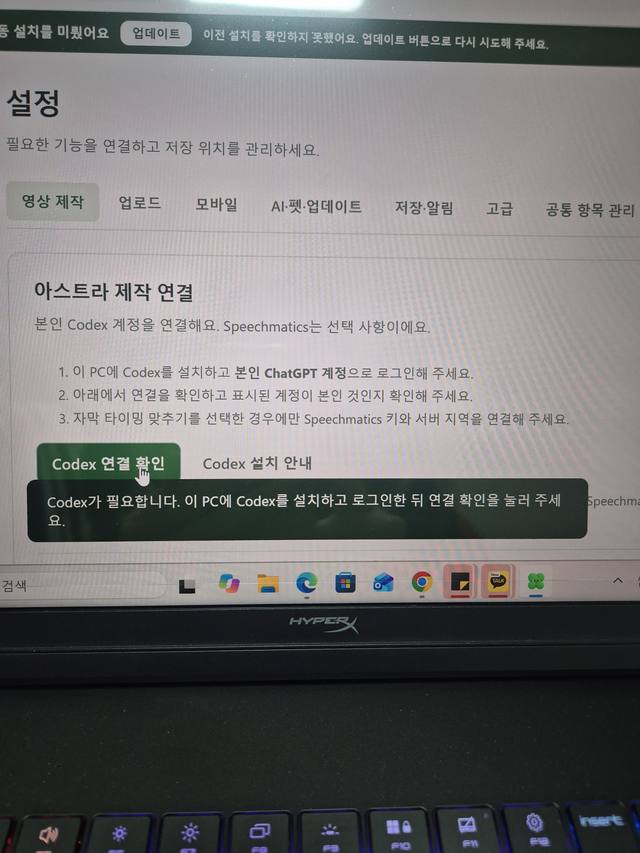 동 설치를 미뤘어요 업데이트 이전 설치를 확인하지 못했어요. 업데이트 버튼으로 다시 시도해 주세요.
설정
필요한 기능을 연결하고 저장 위치를 관리하세요.
영상 제작 업로드 모바일 AI·펫·업데이트 저장·알림 고급 공통 항목 관리
아스트라 제작 연결
본인 Codex 계정을 연결해요. Speechmatics는 선택 사항이에요.
1. 이 PC에 Codex를 설치하고 본인 ChatGPT 계정으로 로그인해 주세요.
2. 아래에서 연결을 확인하고 표시된 계정이 본인 것인지 확인해 주세요.
3. 자막 타이밍 맞추기를 선택한 경우에만 Speechmatics 키와 서버 지역을 연결해 주세요.
Codex 연결 확인 Codex 설치 안내
Codex가 필요합니다. 이 PC에 Codex를 설치하고 로그인한 뒤 연결 확인을 눌러 주세
요.
Speechma
검색
TALK
HYPERX
F9 F10 F11 F12 insert